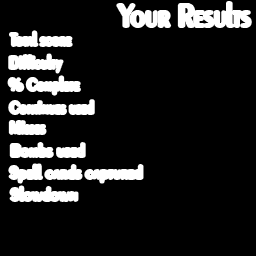 Your Results
Total score
Difficulty
% Complete
Continues used
Misses
Bombs used
Spell cards captured
Slowdown